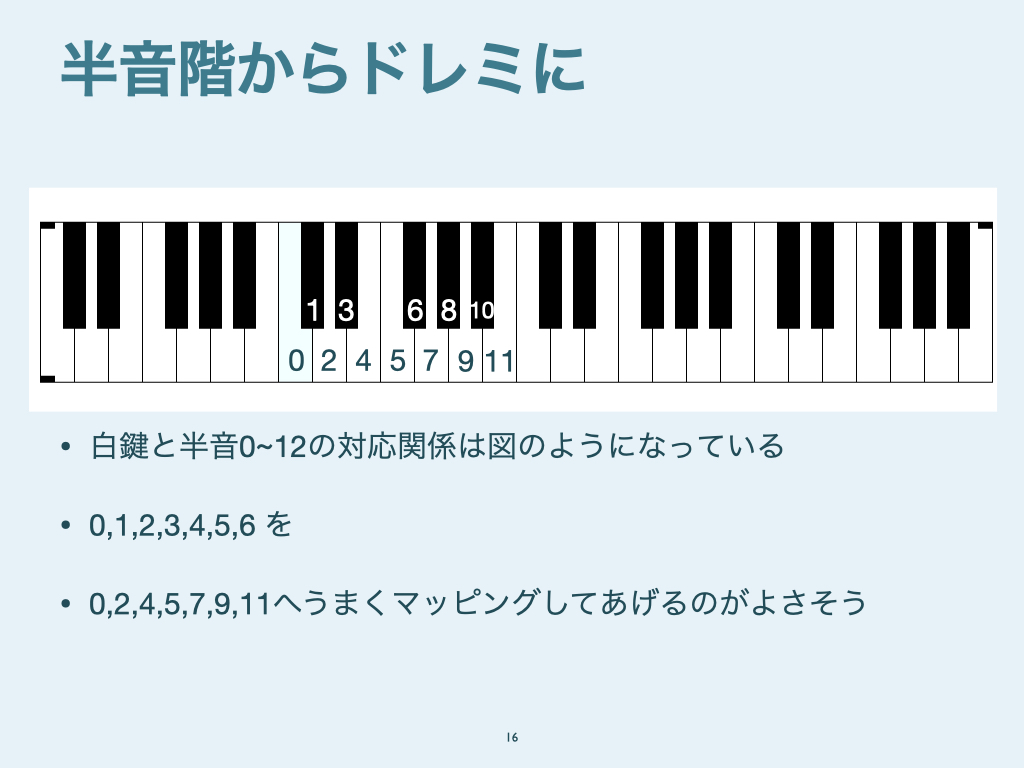 半音階からドレミに
1 3 6 8 10
0 2 4 5 7 9 11
• 白鍵と半音0~12の対応関係は図のようになっている
• 0,1,2,3,4,5,6 を
• 0,2,4,5,7,9,11へうまくマッピングしてあげるのがよさそう
16